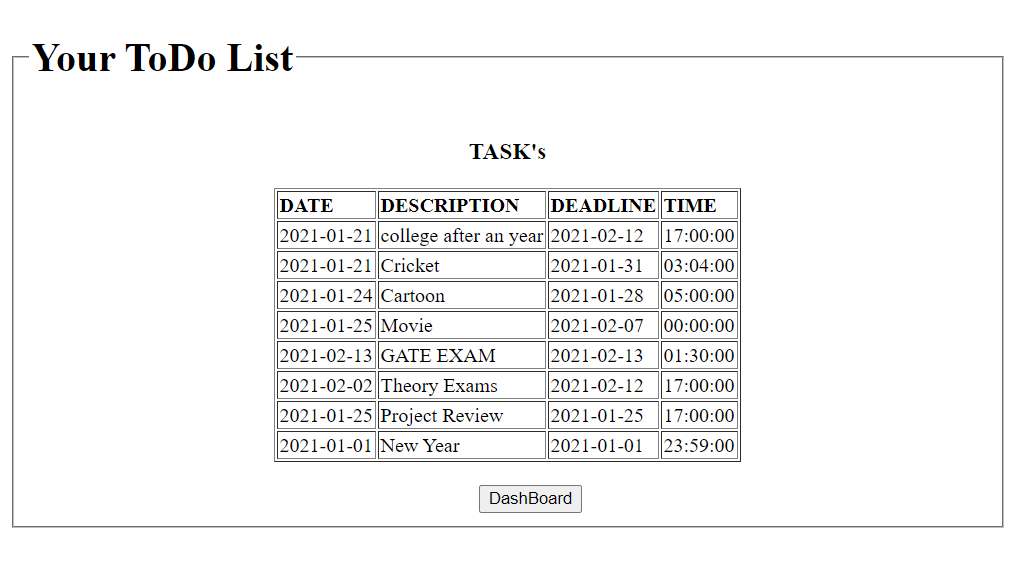 Your ToDo List
TASK's
DATE DESCRIPTION DEADLINE TIME
2021-01-21 college after an year 2021-02-12 17:00:00
2021-01-21 Cricket 2021-01-31 03:04:00
2021-01-24 Cartoon 2021-01-28 05:00:00
2021-01-25 Movie 2021-02-07 00:00:00
2021-02-13 GATE EXAM 2021-02-13 01:30:00
2021-02-02 Theory Exams 2021-02-12 17:00:00
2021-01-25 Project Review 2021-01-25 17:00:00
2021-01-01 New Year 2021-01-01 23:59:00
DashBoard